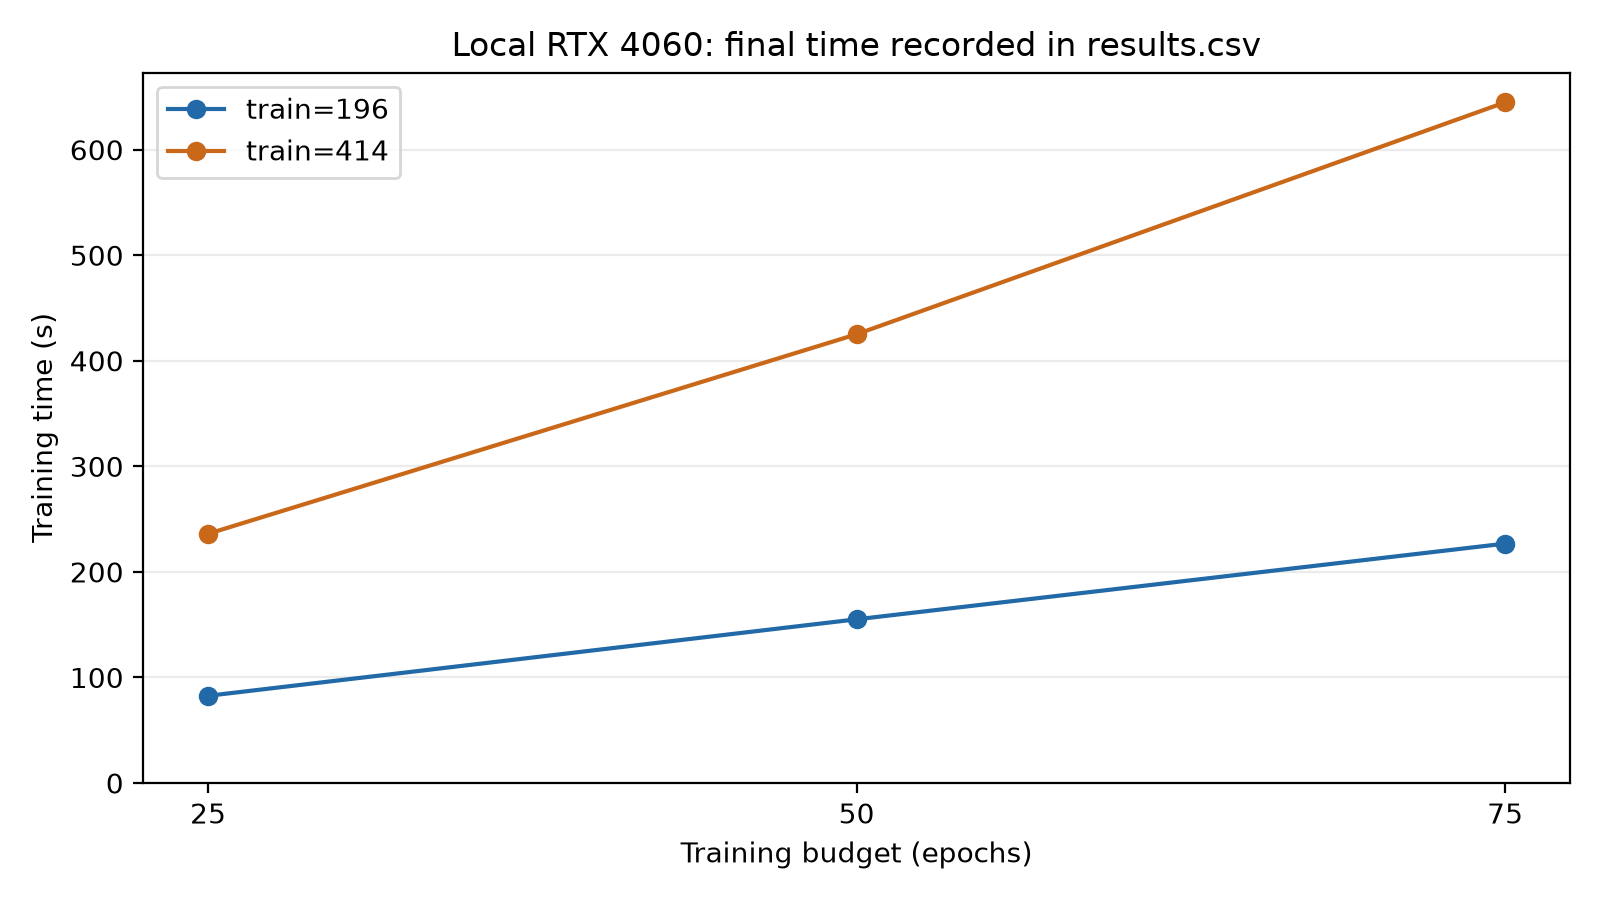 Local RTX 4060: final time recorded in results.csv
train=196
train=414
600
500
400
300
200
100
0
Training time (s)
25 50 75
Training budget (epochs)